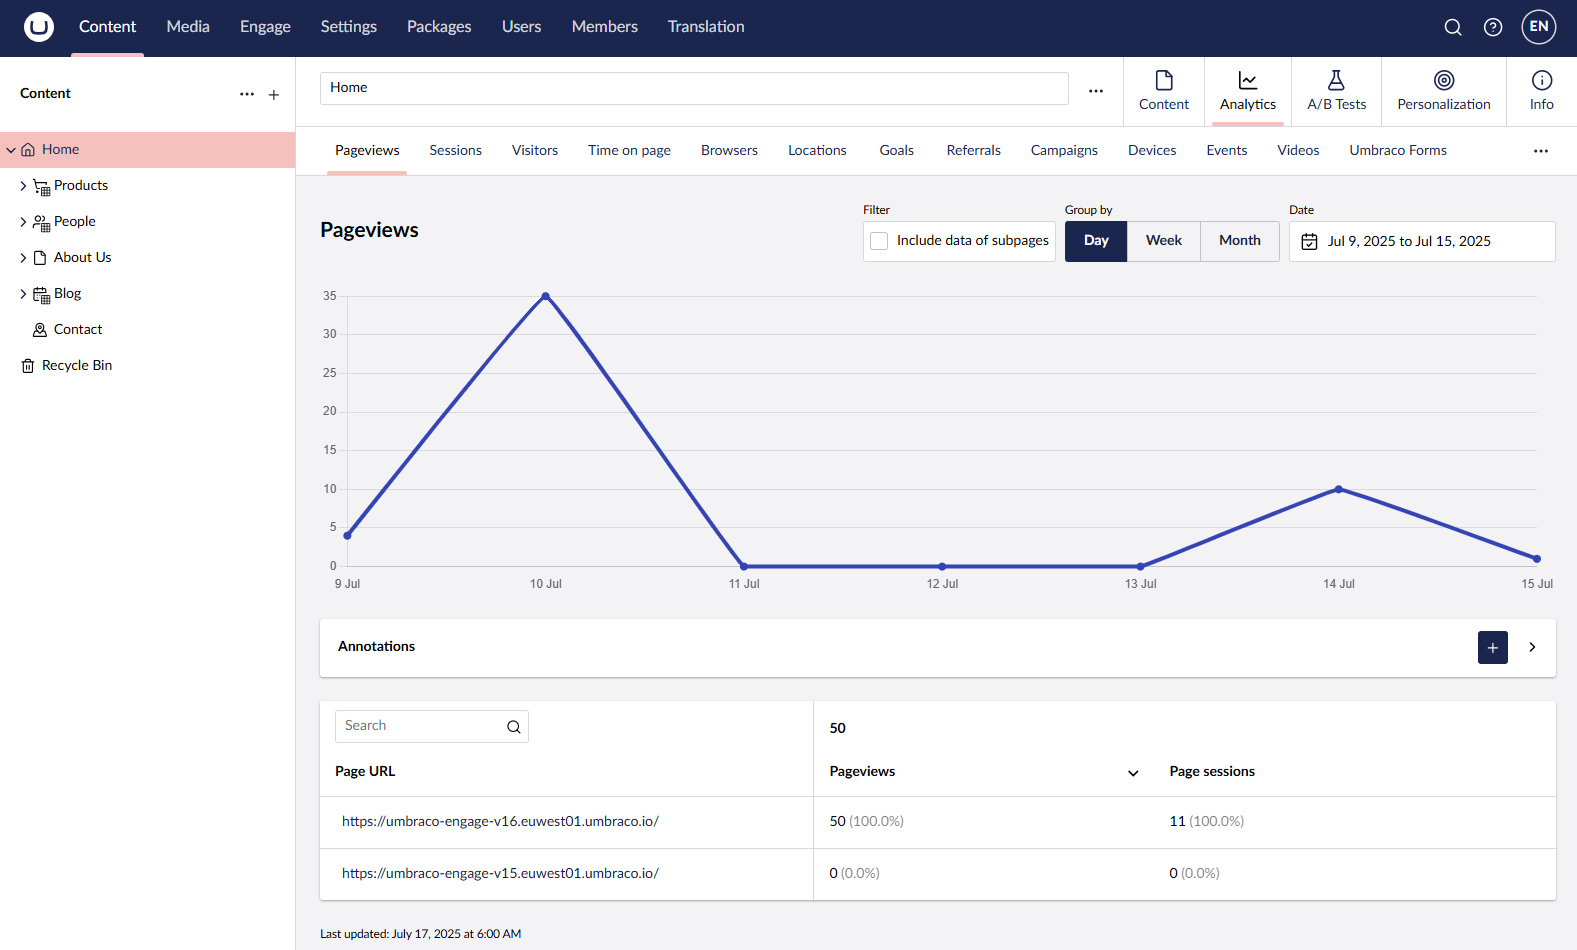 Content Media Engage Settings Packages Users Members Translation EN
Content
Home
Products
People
About Us
Blog
Contact
Recycle Bin
Home
Content Analytics A/B Tests Personalization Info
Pageviews Sessions Visitors Time on page Browsers Locations Goals Referrals Campaigns Devices Events Videos Umbraco Forms
Pageviews
Filter Group by Date
Include data of subpages Day Week Month Jul 9, 2025 to Jul 15, 2025
35
30
25
20
15
10
5
0
9 Jul 10 Jul 11 Jul 12 Jul 13 Jul 14 Jul 15 Jul
Annotations
Search 50
Page URL Pageviews Page sessions
https://umbraco-engage-v16.euwest01.umbraco.io/ 50 (100.0%) 11 (100.0%)
https://umbraco-engage-v15.euwest01.umbraco.io/ 0 (0.0%) 0 (0.0%)
Last updated: July 17, 2025 at 6:00 AM